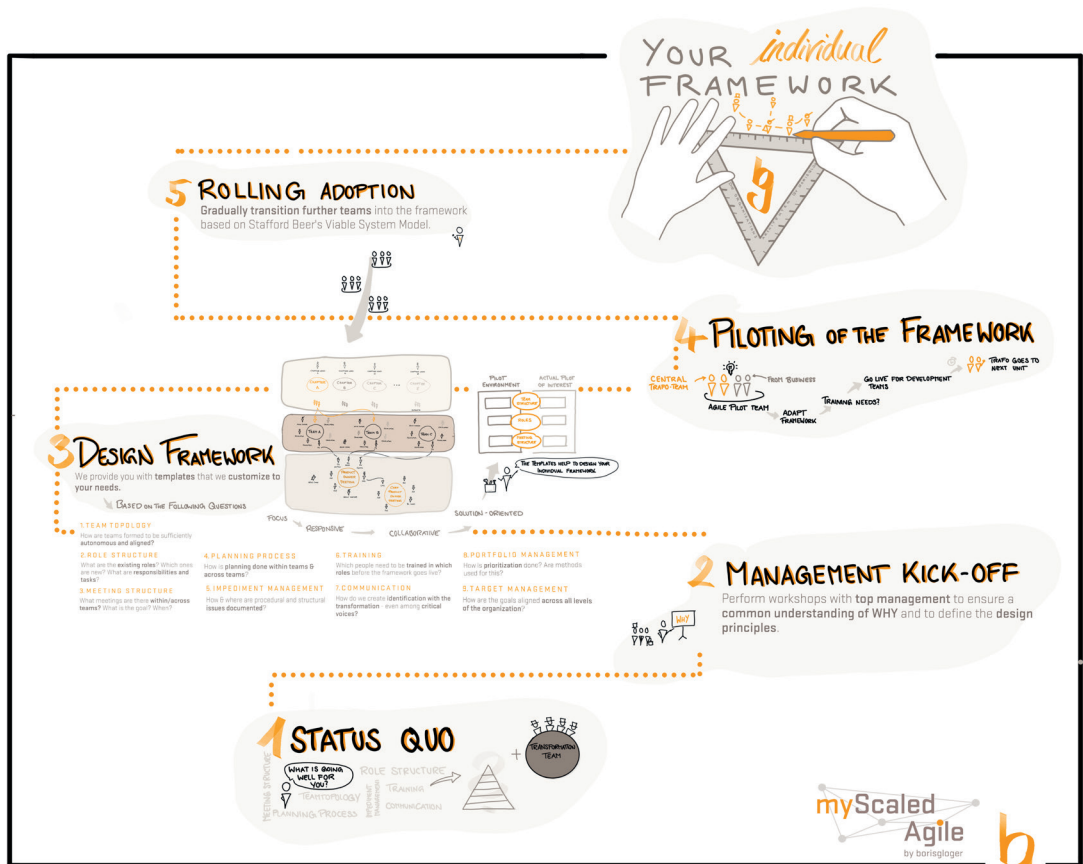 YOUR individual
FRAMEWORK
5 ROLLING ADOPTION
Gradually transition further teams into the framework
based on Stafford Beer's Viable System Model.
4 PILOTING OF THE FRAMEWORK
CENTRAL
TRAFO-TEAM
FROM BUSINESS
AGILE PILOT TEAM
ADAPT
FRAMEWORK
TRAINING NEEDS?
GO LIVE FOR DEVELOPMENT
TEAMS
TRAFO GOES TO
NEXT UNIT
PILOT
ENVIRONMENT
ACTUAL PILOT
OF INTEREST
TEAM
ROLES
TEAM A
TEAM B
THE TEMPLATES HELP TO DESIGN YOUR
INDIVIDUAL FRAMEWORK
3 DESIGN FRAMEWORK
We provide you with templates that we customize to
your needs.
BASED ON THE FOLLOWING QUESTIONS
FOCUS
RESPONSIVE
COLLABORATIVE
SOLUTION-ORIENTED
1.TEAM TOPOLOGY
How are teams formed to be sufficiently
autonomous and aligned?
2.ROLE STRUCTURE
What are the existing roles? Which ones
are new? What are responsibilities and
tasks?
3.MEETING STRUCTURE
What meetings are there within/across
teams? What is the goal? When?
4.PLANNING PROCESS
How is planning done within teams &
across teams?
5.IMPEDIMENT MANAGEMENT
How & where are procedural and structural
issues documented?
6.TRAINING
Which people need to be trained in which
roles before the framework goes live?
7.COMMUNICATION
How do we create identification with the
transformation - even among critical
voices?
8.PORTFOLIO MANAGEMENT
How is prioritization done? Are methods
used for this?
9.TARGET MANAGEMENT
How are the goals aligned across all levels
of the organization?
2 MANAGEMENT KICK-OFF
Perform workshops with top management to ensure a
common understanding of WHY and to define the design
principles.
WHY
1 STATUS QUO
WHAT IS GOING
WELL FOR
YOU?
MEETING STRUCTURE
ROLE STRUCTURE
TEAMTOPOLOGY
IMPEDIMENT
MANAGEMENT
TRAINING
COMMUNICATION
PLANNING PROCESS
+
TRANSFORMATION
TEAM
myScaled
Agile
by borisgloger
b